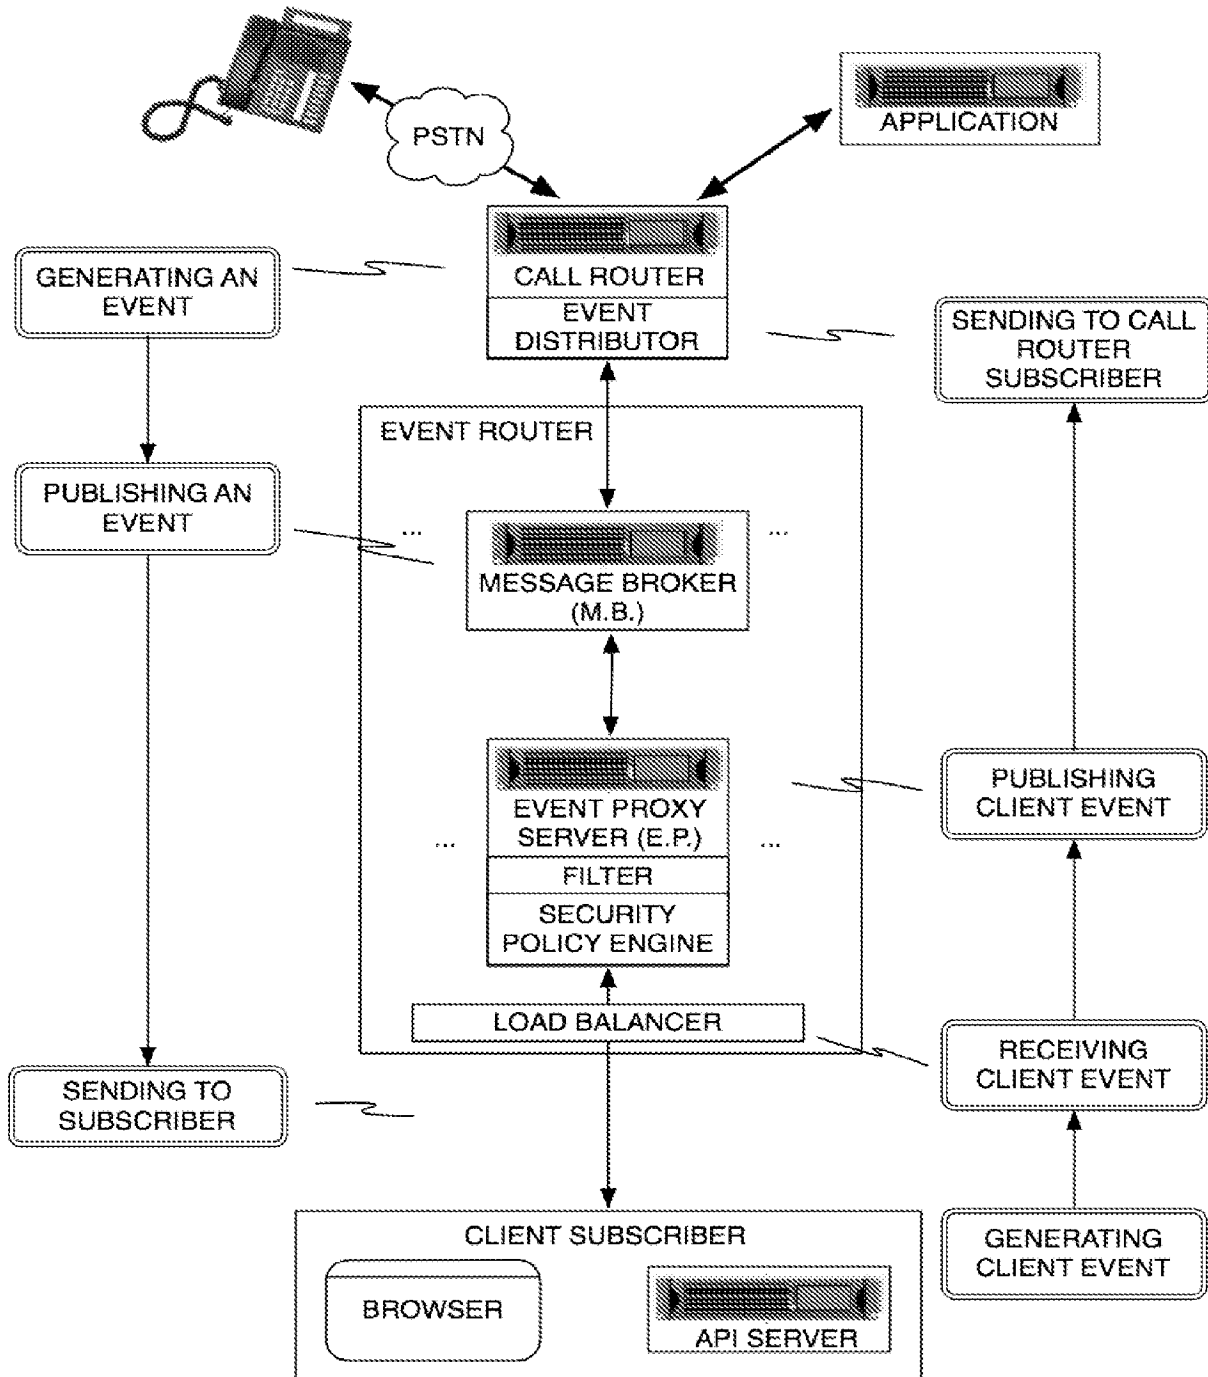 PSTN
APPLICATION
CALL ROUTER
EVENT
DISTRIBUTOR
GENERATING AN
EVENT
SENDING TO CALL
ROUTER
SUBSCRIBER
EVENT ROUTER
PUBLISHING AN
EVENT
...
...
MESSAGE BROKER
(M.B.)
EVENT PROXY
SERVER (E.P.)
...
...
FILTER
SECURITY
POLICY ENGINE
PUBLISHING
CLIENT EVENT
LOAD BALANCER
RECEIVING
CLIENT EVENT
SENDING TO
SUBSCRIBER
CLIENT SUBSCRIBER
BROWSER
API SERVER
GENERATING
CLIENT EVENT